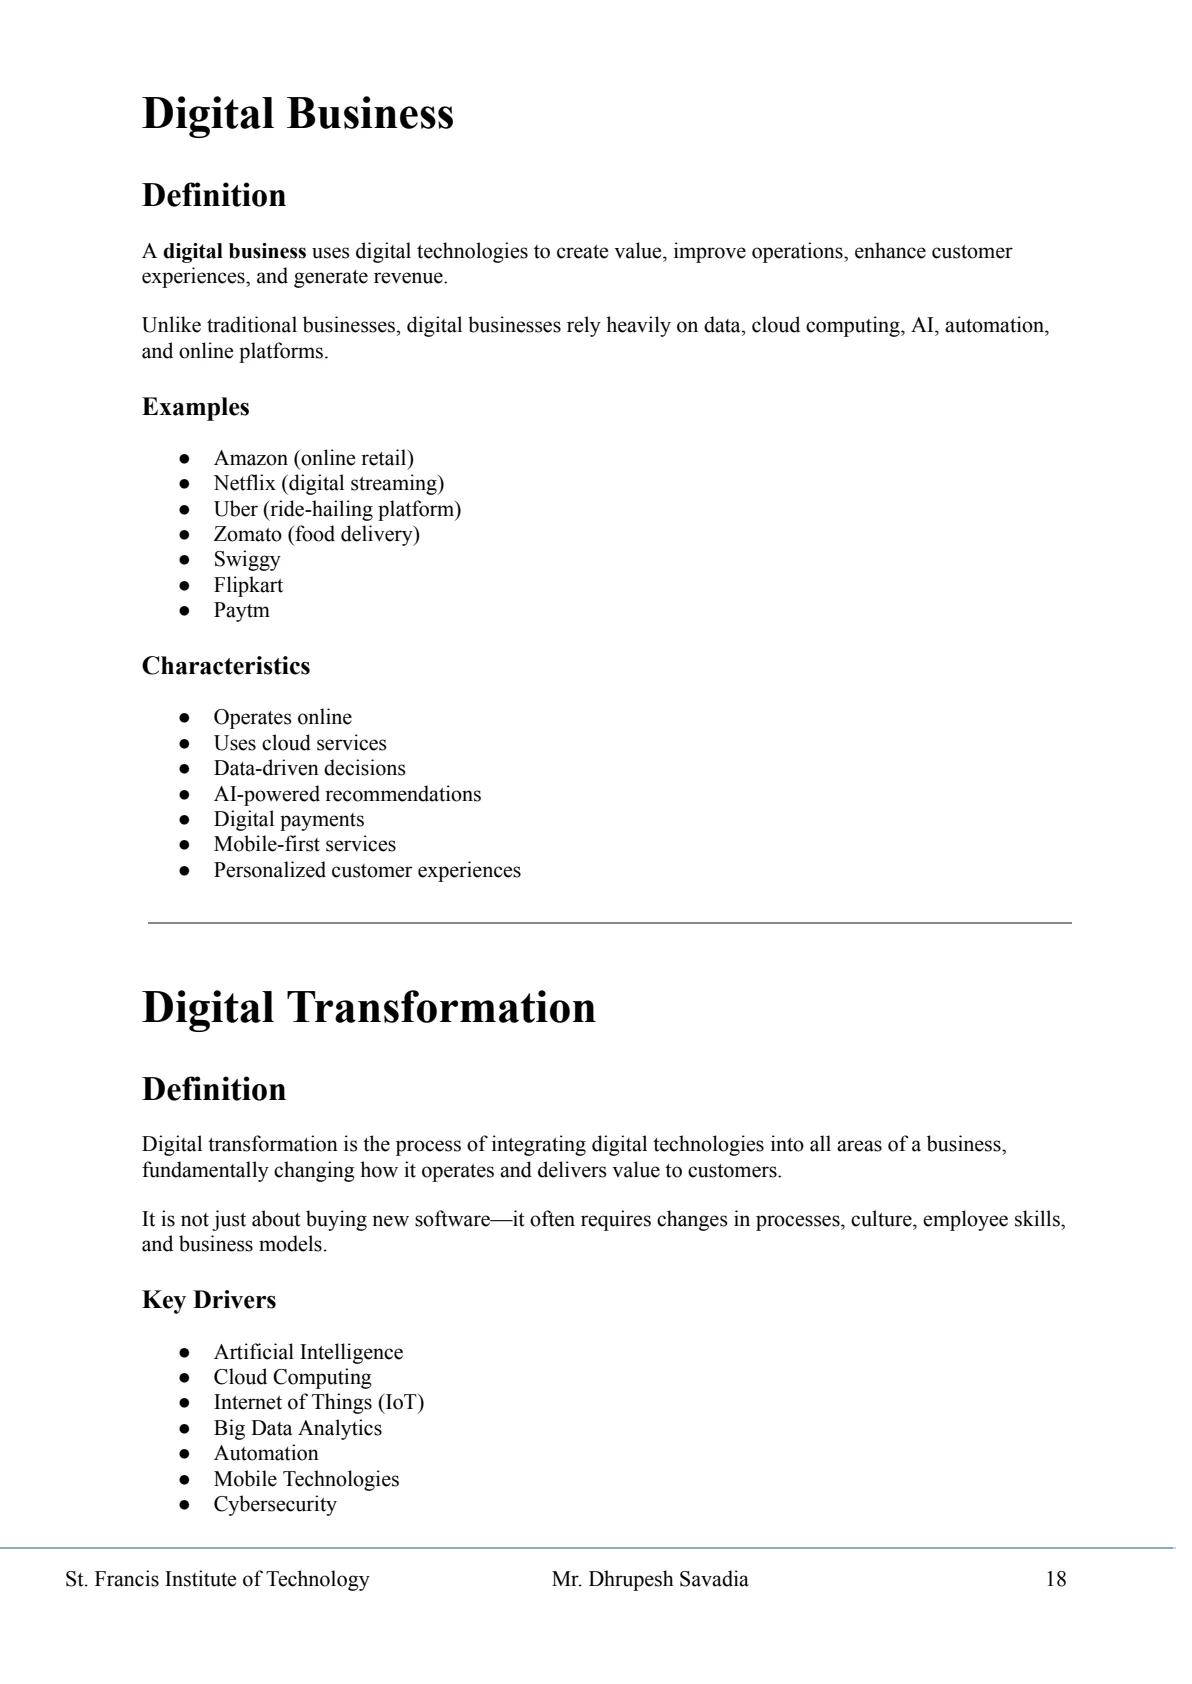 Digital Business
Definition
A digital business uses digital technologies to create value, improve operations, enhance customer
experiences, and generate revenue.
Unlike traditional businesses, digital businesses rely heavily on data, cloud computing, AI, automation,
and online platforms.
Examples
● Amazon (online retail)
● Netflix (digital streaming)
● Uber (ride-hailing platform)
● Zomato (food delivery)
● Swiggy
● Flipkart
● Paytm
Characteristics
● Operates online
● Uses cloud services
● Data-driven decisions
● AI-powered recommendations
● Digital payments
● Mobile-first services
● Personalized customer experiences
Digital Transformation
Definition
Digital transformation is the process of integrating digital technologies into all areas of a business,
fundamentally changing how it operates and delivers value to customers.
It is not just about buying new software—it often requires changes in processes, culture, employee skills,
and business models.
Key Drivers
● Artificial Intelligence
● Cloud Computing
● Internet of Things (IoT)
● Big Data Analytics
● Automation
● Mobile Technologies
● Cybersecurity
St. Francis Institute of Technology Mr. Dhrupesh Savadia 18